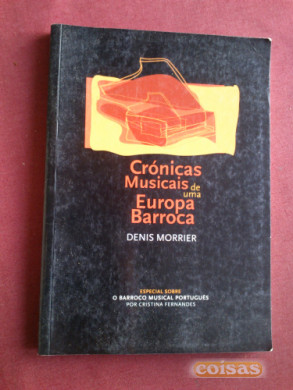 Crónicas
Musicais de
uma
Europa
Barroca
DENIS MORRIER
ESPECIAL SOBRE
O BARROCO MUSICAL PORTUGUÊS
POR CRISTINA FERNANDES
coisas